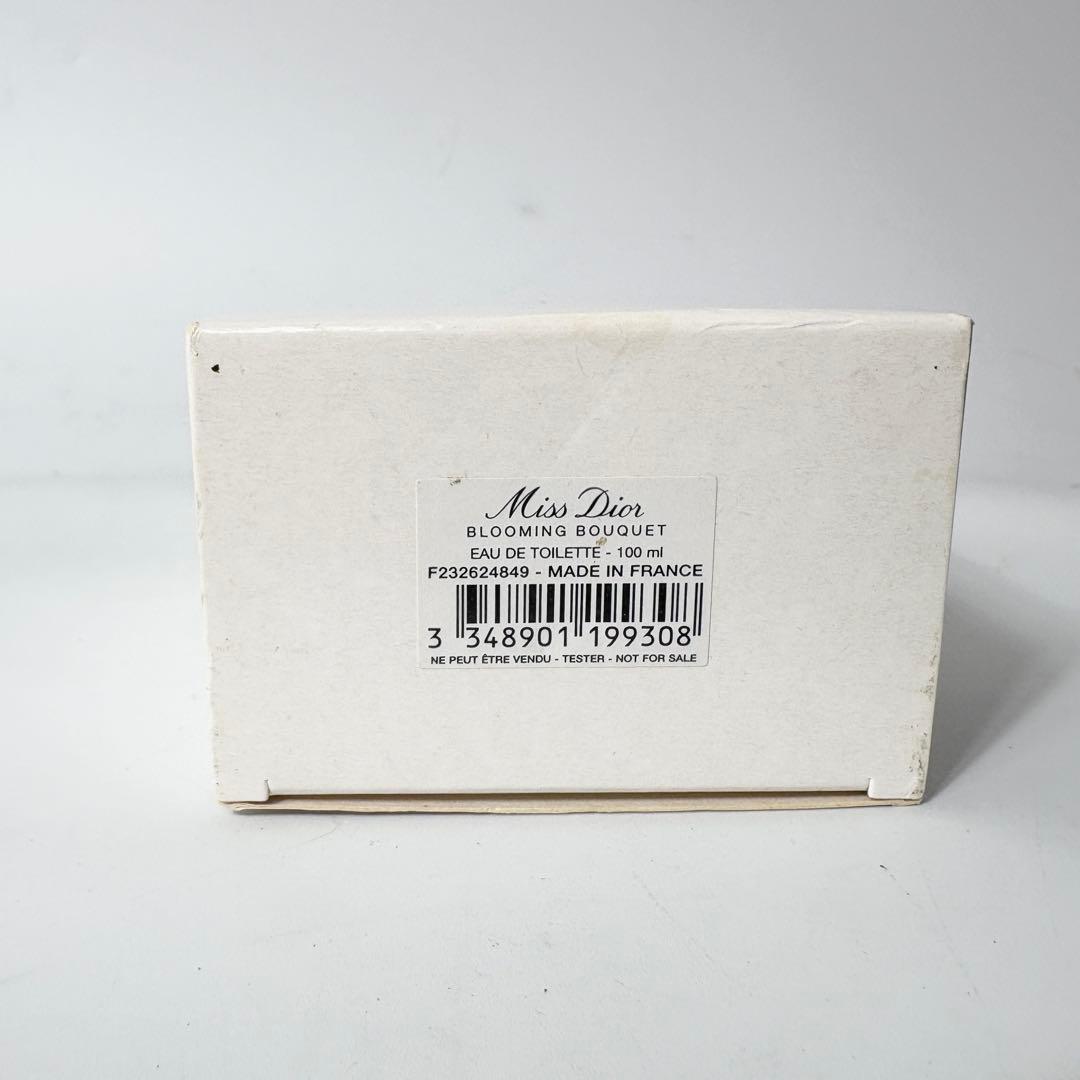 Miss Dior
BLOOMING BOUQUET
EAU DE TOILETTE - 100 ml
F232624849 - MADE IN FRANCE
3 348901 199308
NE PEUT ÊTRE VENDU - TESTER - NOT FOR SALE